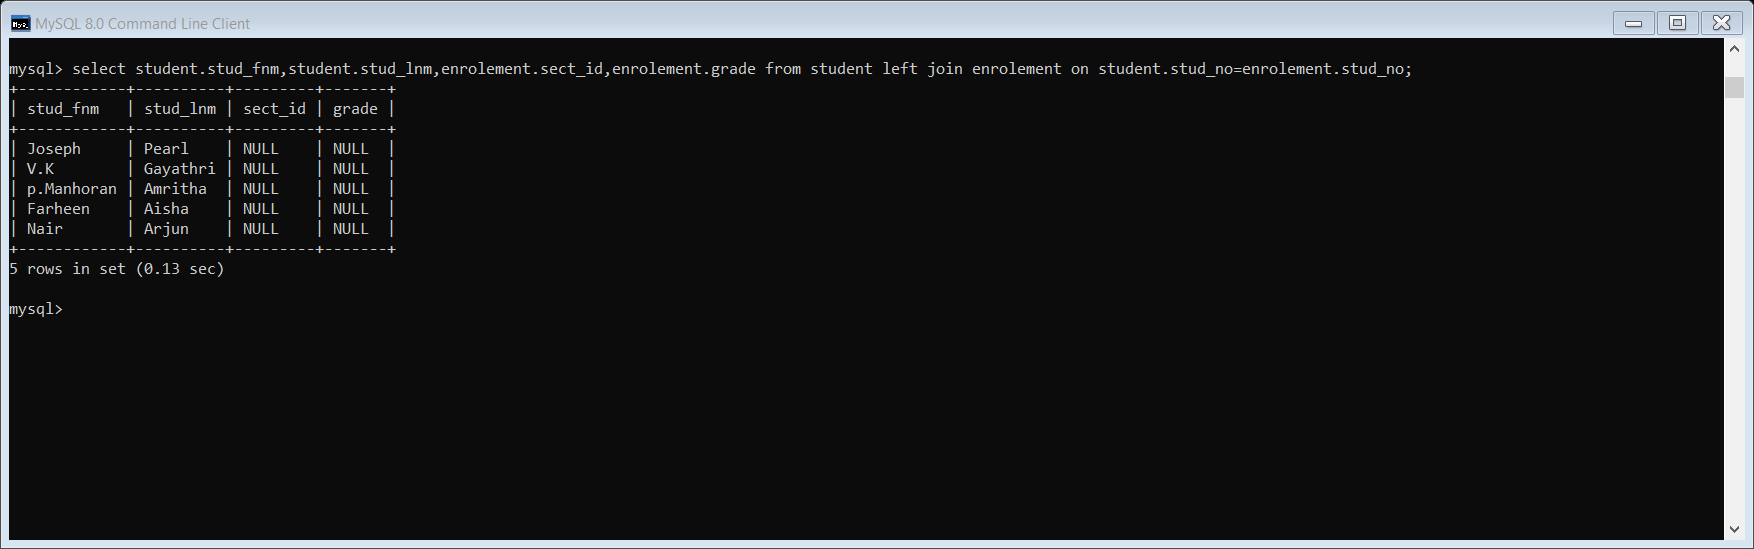 MySQL 8.0 Command Line Client
mysql> select student.stud_fnm,student.stud_lnm,enrolement.sect_id,enrolement.grade from student left join enrolement on student.stud_no=enrolement.stud_no;
+------------+----------+---------+-------+
| stud_fnm   | stud_lnm | sect_id | grade |
+------------+----------+---------+-------+
| Joseph     | Pearl    | NULL    | NULL  |
| V.K        | Gayathri | NULL    | NULL  |
| p.Manhoran | Amritha  | NULL    | NULL  |
| Farheen    | Aisha    | NULL    | NULL  |
| Nair       | Arjun    | NULL    | NULL  |
+------------+----------+---------+-------+
5 rows in set (0.13 sec)
mysql>